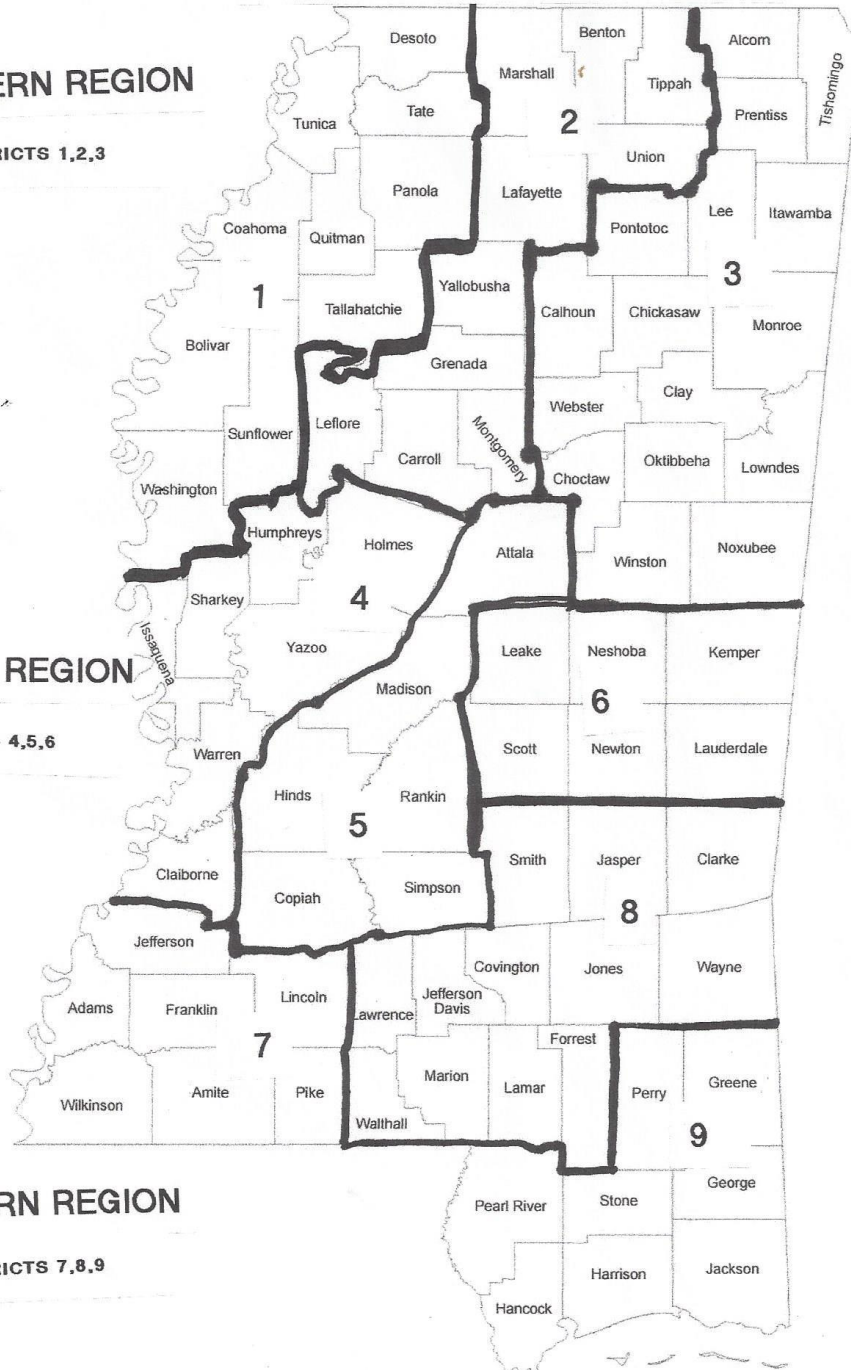 Desoto
Benton
Alcorn
Marshall
Tippah
Tishomingo
ERN REGION
Tate
Prentiss
Tunica
2
RICTS 1,2,3
Union
Panola
Lafayette
Lee
Itawamba
Coahoma
Quitman
Pontotoc
3
1
Yallobusha
Tallahatchie
Calhoun
Chickasaw
Monroe
Bolivar
Grenada
Clay
Webster
Leflore
Sunflower
Montgomery
Carroll
Oktibbeha
Lowndes
Choctaw
Washington
Humphreys
Holmes
Attala
Winston
Noxubee
Sharkey
4
Issaquena
Yazoo
Leake
Neshoba
Kemper
REGION
Madison
6
4,5,6
Warren
Scott
Newton
Lauderdale
Hinds
Rankin
5
Smith
Jasper
Clarke
Claiborne
Copiah
Simpson
8
Jefferson
Covington
Jones
Wayne
Adams
Franklin
Lincoln
Lawrence
Jefferson
Davis
Forrest
7
Marion
Lamar
Perry
Greene
Wilkinson
Amite
Pike
Walthall
9
RN REGION
George
Pearl River
Stone
RICTS 7,8,9
Harrison
Jackson
Hancock